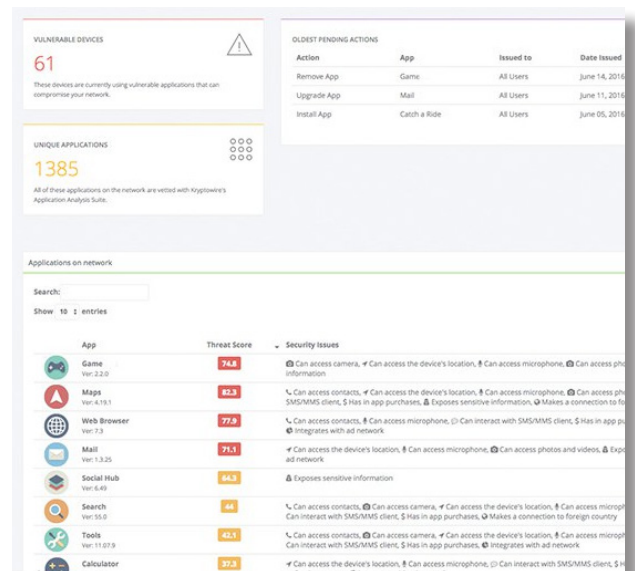 VULNERABLE DEVICES
61
These devices are currently using vulnerable applications that can
compromise your network.
OLDEST PENDING ACTIONS
Action App Issued to Date Issued
Remove App Game All Users June 14, 2016
Upgrade App Mail All Users June 11, 2016
Install App Catch a Ride All Users June 05, 2016
UNIQUE APPLICATIONS
1385
All of these applications on the network are vetted with Kryptowire's
Application Analysis Suite.
Applications on network
Search:
Show 10 entries
App Threat Score Security Issues
Game 74.8 Can access camera, Can access the device's location, Can access microphone, Can access pho
Ver: 2.2.0 information
Maps 82.3 Can access contacts, Can access the device's location, Can access microphone, Can access ph
Ver: 4.19.1 SMS/MMS client, $ Has in app purchases, Exposes sensitive information, Makes a connection to fo
Web Browser 77.9 Can access contacts, Can access microphone, Can interact with SMS/MMS client, $ Has in app pu
Ver: 7.3 Integrates with ad network
Mail 71.1 Can access the device's location, Can access microphone, Can access photos and videos, Expo
Ver: 1.3.25 ad network
Social Hub 64.3 Exposes sensitive information
Ver: 6.49
Search 44 Can access contacts, Can access camera, Can access the device's location, Can access microph
Ver: 55.0 Can interact with SMS/MMS client, $ Has in app purchases, Makes a connection to foreign country
Tools 42.1 Can access contacts, Can access camera, Can access the device's location, Can access microph
Ver: 11.07.9 Can interact with SMS/MMS client, $ Has in app purchases, Integrates with ad network
Calculator 37.3 Can access the device's location, Can access microphone, Can interact with SMS/MMS client, $ H